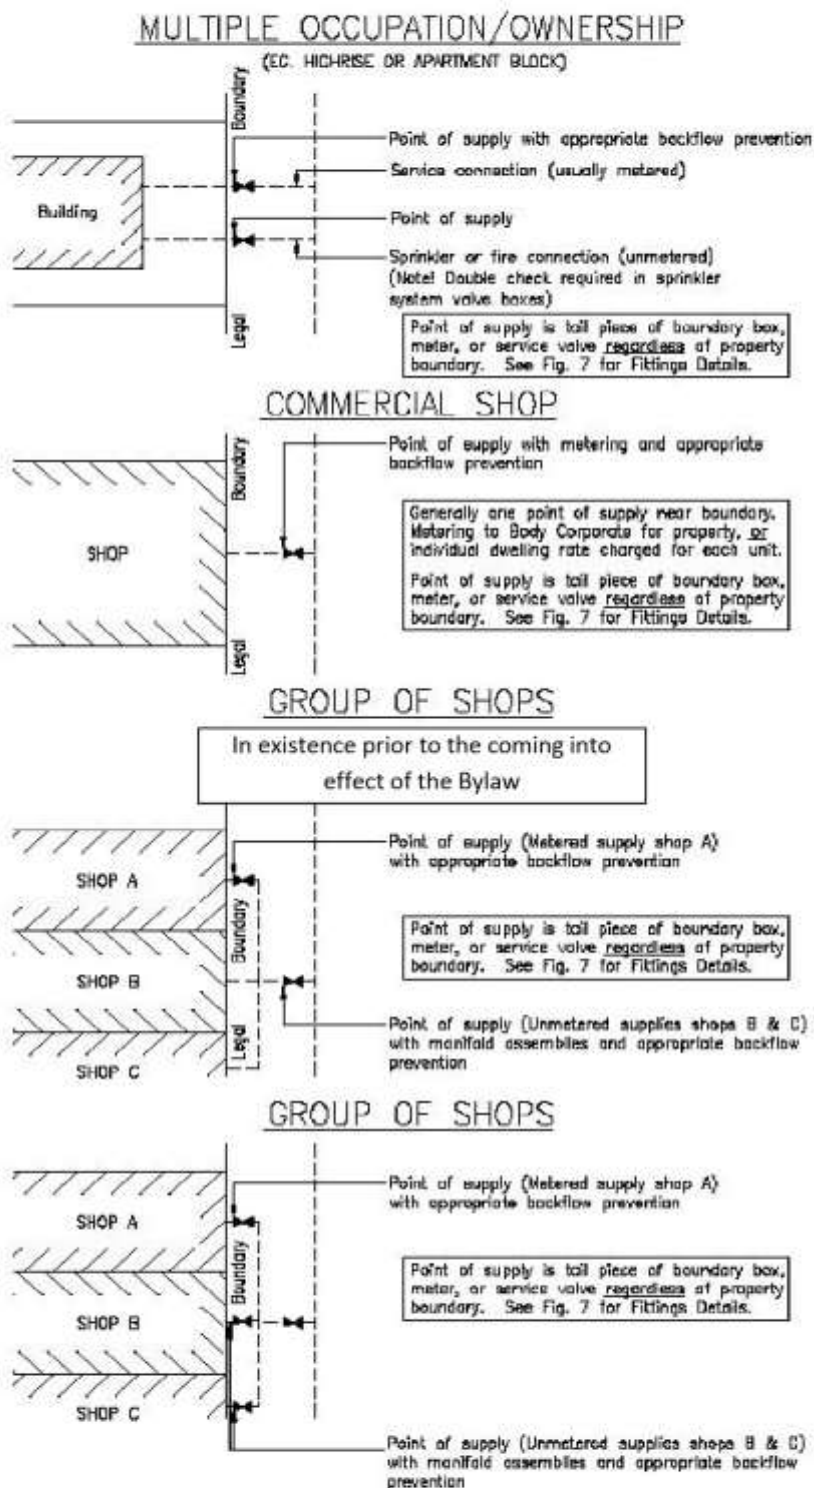 MULTIPLE OCCUPATION/OWNERSHIP
(EC. HIGHRISE OR APARTMENT BLOCK)
Boundary
Point of supply with appropriate backflow prevention
Service connection (usually metered)
Building
Point of supply
Sprinkler or fire connection (unmetered)
(Note! Double check required in sprinkler
system valve boxes)
Legal
Point of supply is tail piece of boundary box,
meter, or service valve regardless of property
boundary. See Fig. 7 for Fittings Details.
COMMERCIAL SHOP
Boundary
Point of supply with metering and appropriate
backflow prevention
SHOP
Generally one point of supply near boundary.
Metering to Body Corporate for property, or
individual dwelling rate charged for each unit.
Point of supply is tail piece of boundary box,
meter, or service valve regardless of property
boundary. See Fig. 7 for Fittings Details.
Legal
GROUP OF SHOPS
In existence prior to the coming into
effect of the Bylaw
Point of supply (Metered supply shop A)
with appropriate backflow prevention
SHOP A
Boundary
Point of supply is tail piece of boundary box,
meter, or service valve regardless of property
boundary. See Fig. 7 for Fittings Details.
SHOP B
Legal
Point of supply (Unmetered supplies shops B & C)
with manifold assemblies and appropriate backflow
prevention
SHOP C
GROUP OF SHOPS
Point of supply (Metered supply shop A)
with appropriate backflow prevention
SHOP A
Boundary
Point of supply is tail piece of boundary box,
meter, or service valve regardless of property
boundary. See Fig. 7 for Fittings Details.
SHOP B
SHOP C
Point of supply (Unmetered supplies shops B & C)
with manifold assemblies and appropriate backflow
prevention